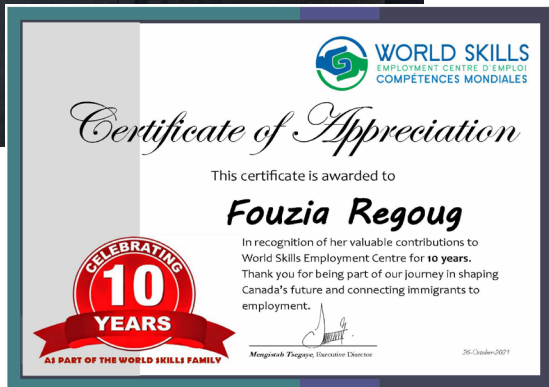 WORLD SKILLS
EMPLOYMENT CENTRE D'EMPLOI
COMPÉTENCES MONDIALES
Certificate of Appreciation
This certificate is awarded to
Fouzia Regoug
In recognition of her valuable contributions to
World Skills Employment Centre for 10 years.
Thank you for being part of our journey in shaping
Canada's future and connecting immigrants to
employment.
CELEBRATING
10
YEARS
AS PART OF THE WORLD SKILLS FAMILY
Mengistab Tsegaye, Executive Director
26-October-2021